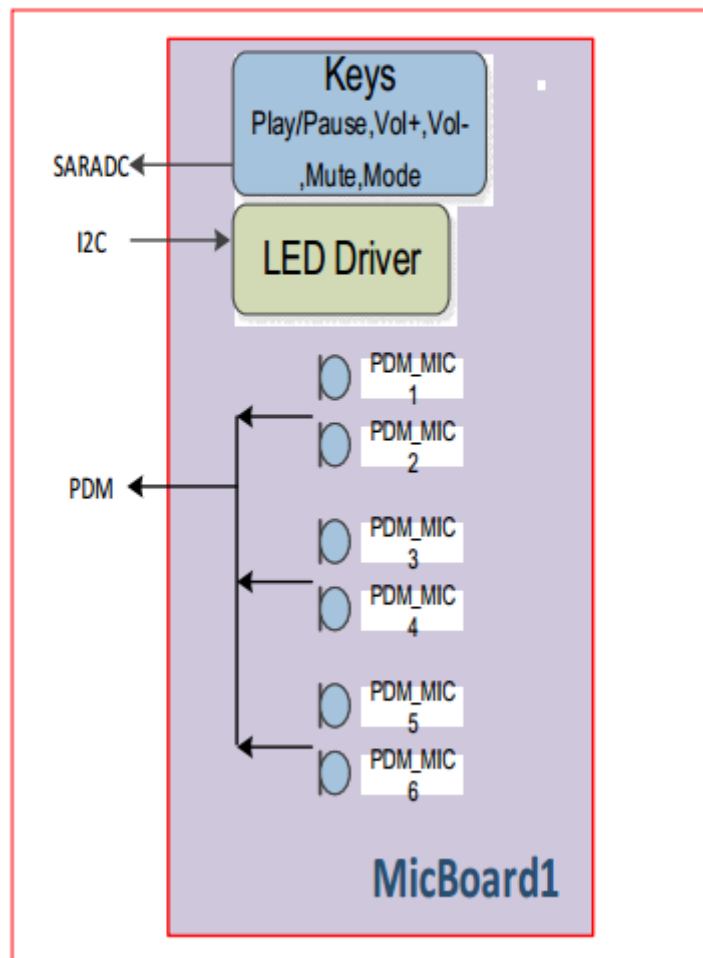 Keys
Play/Pause,Vol+,Vol-
,Mute,Mode
SARADC
I2C
LED Driver
PDM_MIC
1
PDM_MIC
2
PDM
PDM_MIC
3
PDM_MIC
4
PDM_MIC
5
PDM_MIC
6
MicBoard1